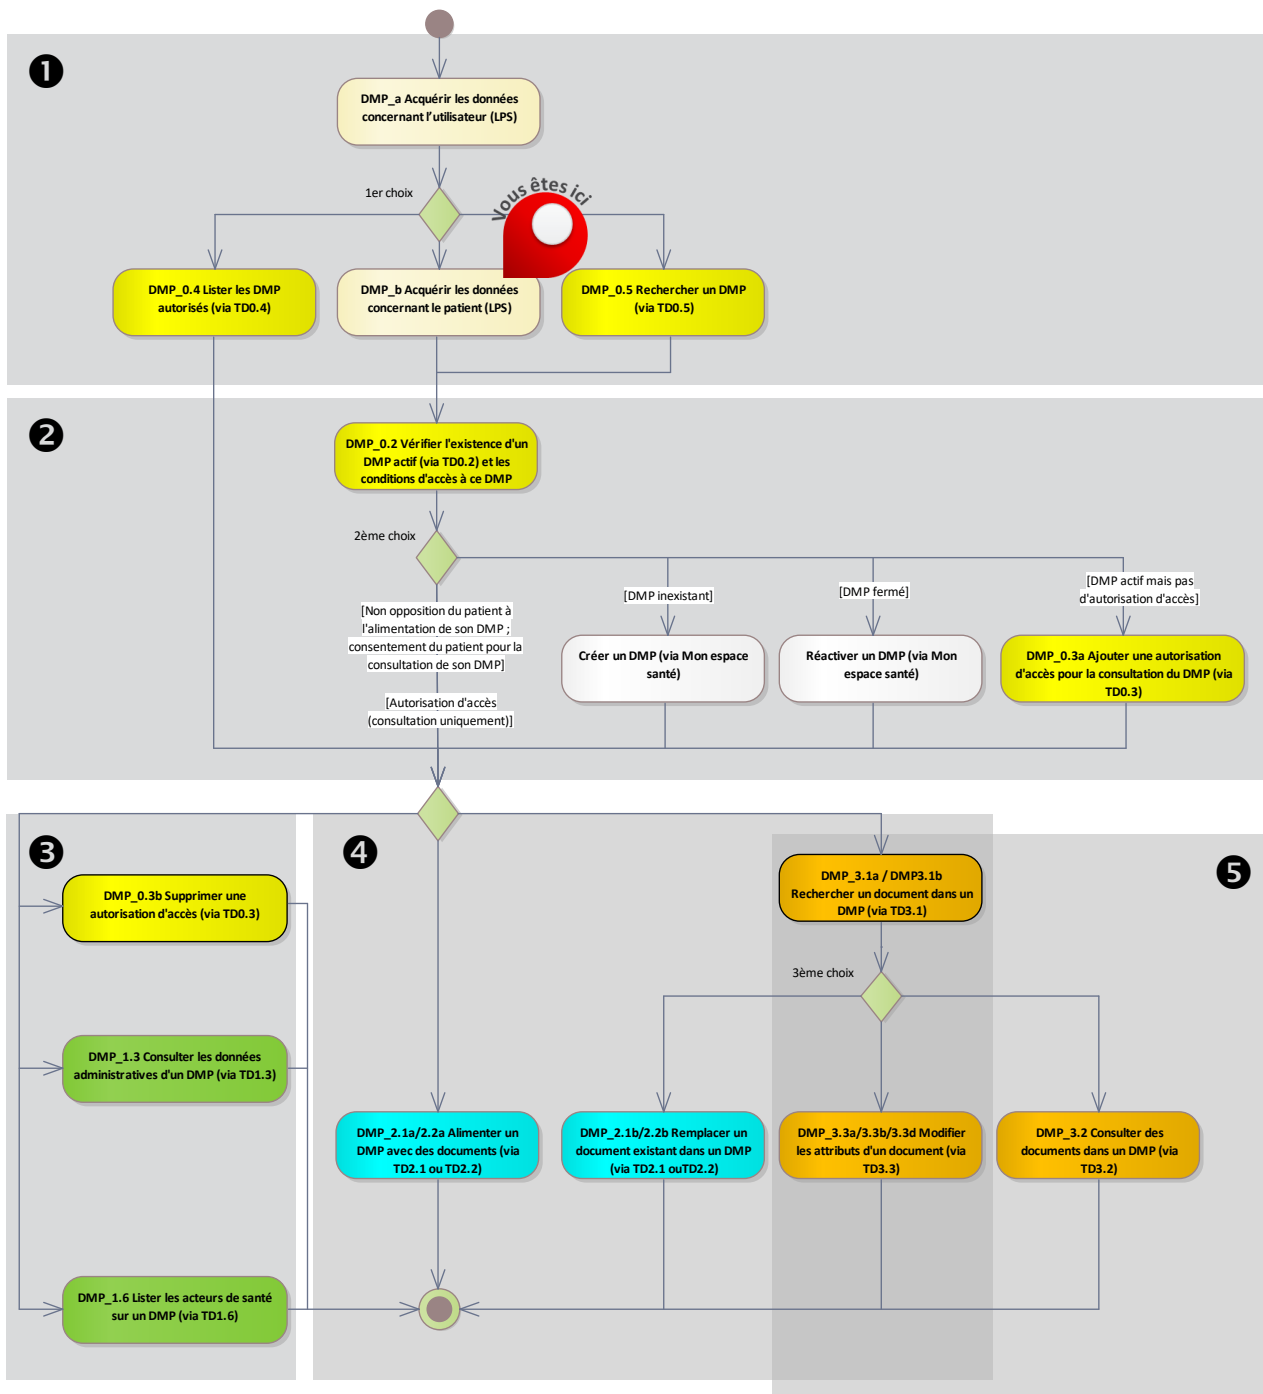 ❶
DMP_a Acquérir les données
concernant l'utilisateur (LPS)
1er choix
Vous êtes ici
DMP_0.4 Lister les DMP
autorisés (via TD0.4)
DMP_b Acquérir les données
concernant le patient (LPS)
DMP_0.5 Rechercher un DMP
(via TD0.5)
❷
DMP_0.2 Vérifier l'existence d'un
DMP actif (via TD0.2) et les
conditions d'accès à ce DMP
2ème choix
[Non opposition du patient à
l'alimentation de son DMP ;
consentement du patient pour la
consultation de son DMP]
[Autorisation d'accès
(consultation uniquement)]
[DMP inexistant]
[DMP fermé]
[DMP actif mais pas
d'autorisation d'accès]
Créer un DMP (via Mon espace
santé)
Réactiver un DMP (via Mon
espace santé)
DMP_0.3a Ajouter une autorisation
d'accès pour la consultation du DMP (via
TD0.3)
❸
DMP_0.3b Supprimer une
autorisation d'accès (via TD0.3)
DMP_1.3 Consulter les données
administratives d'un DMP (via TD1.3)
DMP_1.6 Lister les acteurs de santé
sur un DMP (via TD1.6)
❹
❺
DMP_3.1a / DMP3.1b
Rechercher un document dans un
DMP (via TD3.1)
3ème choix
DMP_2.1a/2.2a Alimenter un
DMP avec des documents (via
TD2.1 ou TD2.2)
DMP_2.1b/2.2b Remplacer un
document existant dans un DMP
(via TD2.1 ouTD2.2)
DMP_3.3a/3.3b/3.3d Modifier
les attributs d'un document (via
TD3.3)
DMP_3.2 Consulter des
documents dans un DMP (via
TD3.2)